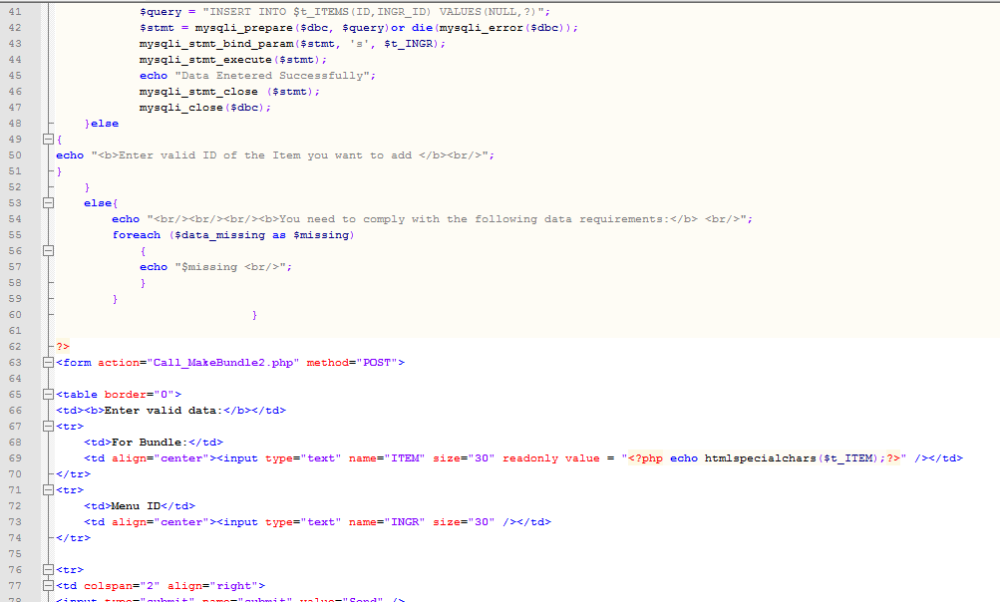 41 $query = "INSERT INTO $t_ITEMS(ID,INGR_ID) VALUES(NULL,?)";
42 $stmt = mysqli_prepare($dbc, $query)or die(mysqli_error($dbc));
43 mysqli_stmt_bind_param($stmt, 's', $t_INGR);
44 mysqli_stmt_execute($stmt);
45 echo "Data Enetered Successfully";
46 mysqli_stmt_close ($stmt);
47 mysqli_close($dbc);
48 }else
49 {
50 echo "<b>Enter valid ID of the Item you want to add </b><br/>";
51 }
52 }
53 else{
54 echo "<br/><br/><br/><b>You need to comply with the following data requirements:</b> <br/>";
55 foreach ($data_missing as $missing)
56 {
57 echo "$missing <br/>";
58 }
59 }
60 }
61
62 ?>
63 <form action="Call_MakeBundle2.php" method="POST">
64
65 <table border="0">
66 <td><b>Enter valid data:</b></td>
67 <tr>
68 <td>For Bundle:</td>
69 <td align="center"><input type="text" name="ITEM" size="30" readonly value = "<?php echo htmlspecialchars($t_ITEM);?>" /></td>
70 </tr>
71 <tr>
72 <td>Menu ID</td>
73 <td align="center"><input type="text" name="INGR" size="30" /></td>
74 </tr>
75
76 <tr>
77 <td colspan="2" align="right">
78 <input type="submit" name="submit" value="Send" />